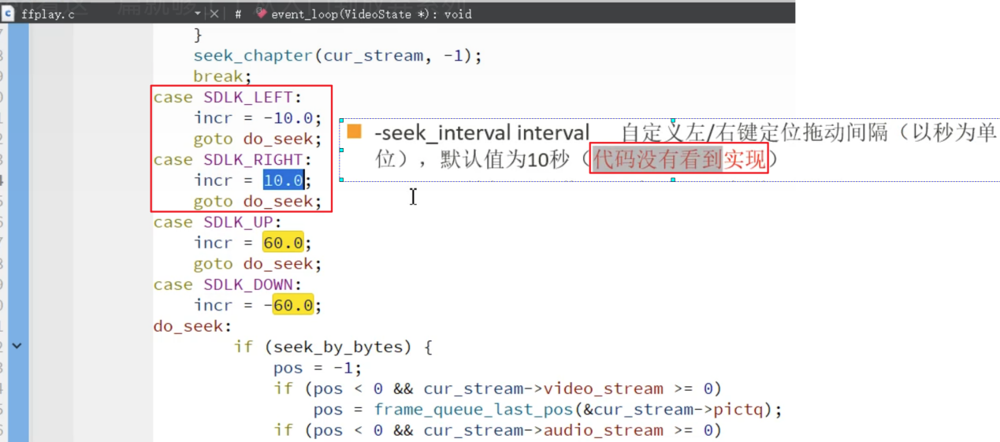 ffplay.c
# event_loop(VideoState *): void
}
seek_chapter(cur_stream, -1);
break;
case SDLK_LEFT:
incr = -10.0;
goto do_seek;
case SDLK_RIGHT:
incr = 10.0;
goto do_seek;
case SDLK_UP:
incr = 60.0;
goto do_seek;
case SDLK_DOWN:
incr = -60.0;
do_seek:
if (seek_by_bytes) {
pos = -1;
if (pos < 0 && cur_stream->video_stream >= 0)
pos = frame_queue_last_pos(&cur_stream->pictq);
if (pos < 0 && cur_stream->audio_stream >= 0)
-seek_interval interval 自定义左/右键定位拖动间隔（以秒为单
位），默认值为10秒（代码没有看到实现）